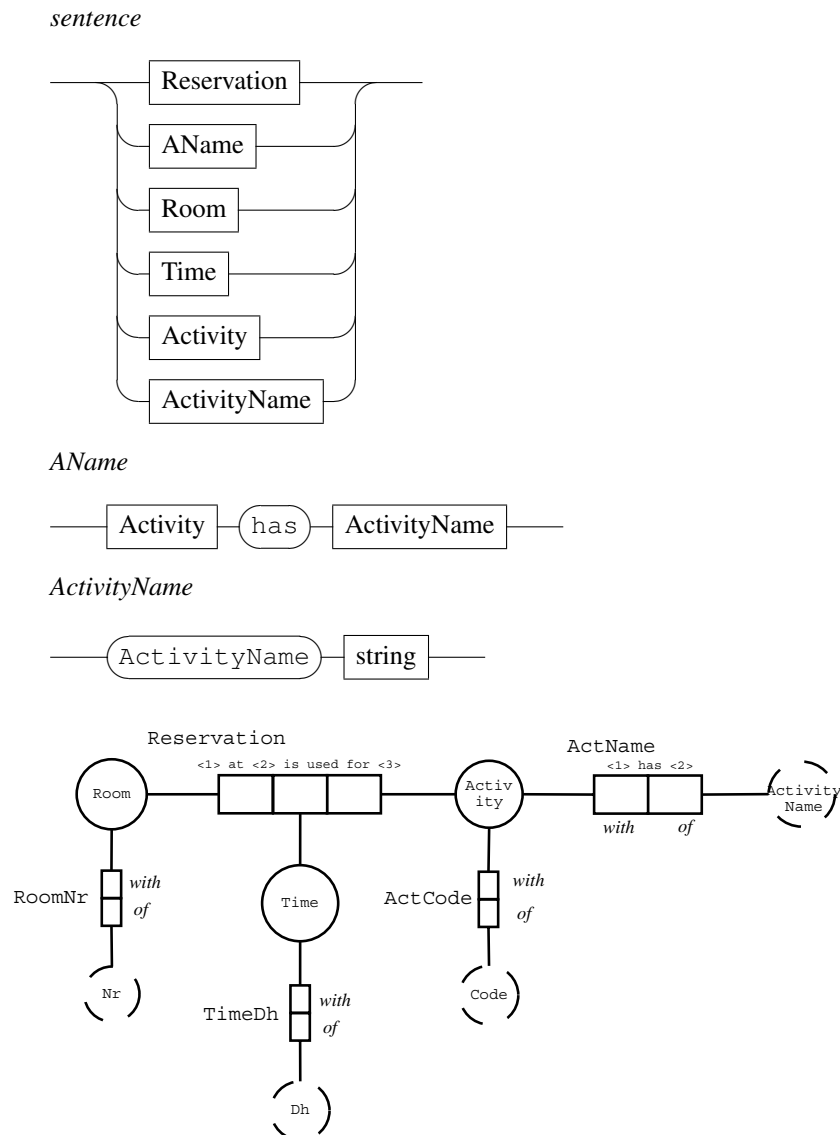 sentence
Reservation
AName
Room
Time
Activity
ActivityName
AName
Activity has ActivityName
ActivityName
ActivityName string
Reservation
ActName
<1> at <2> is used for <3>
<1> has <2>
Room
Activ
ity
Activity
Name
with of
RoomNr
with
of
Time
ActCode
with
of
Nr
Code
TimeDh
with
of
Dh